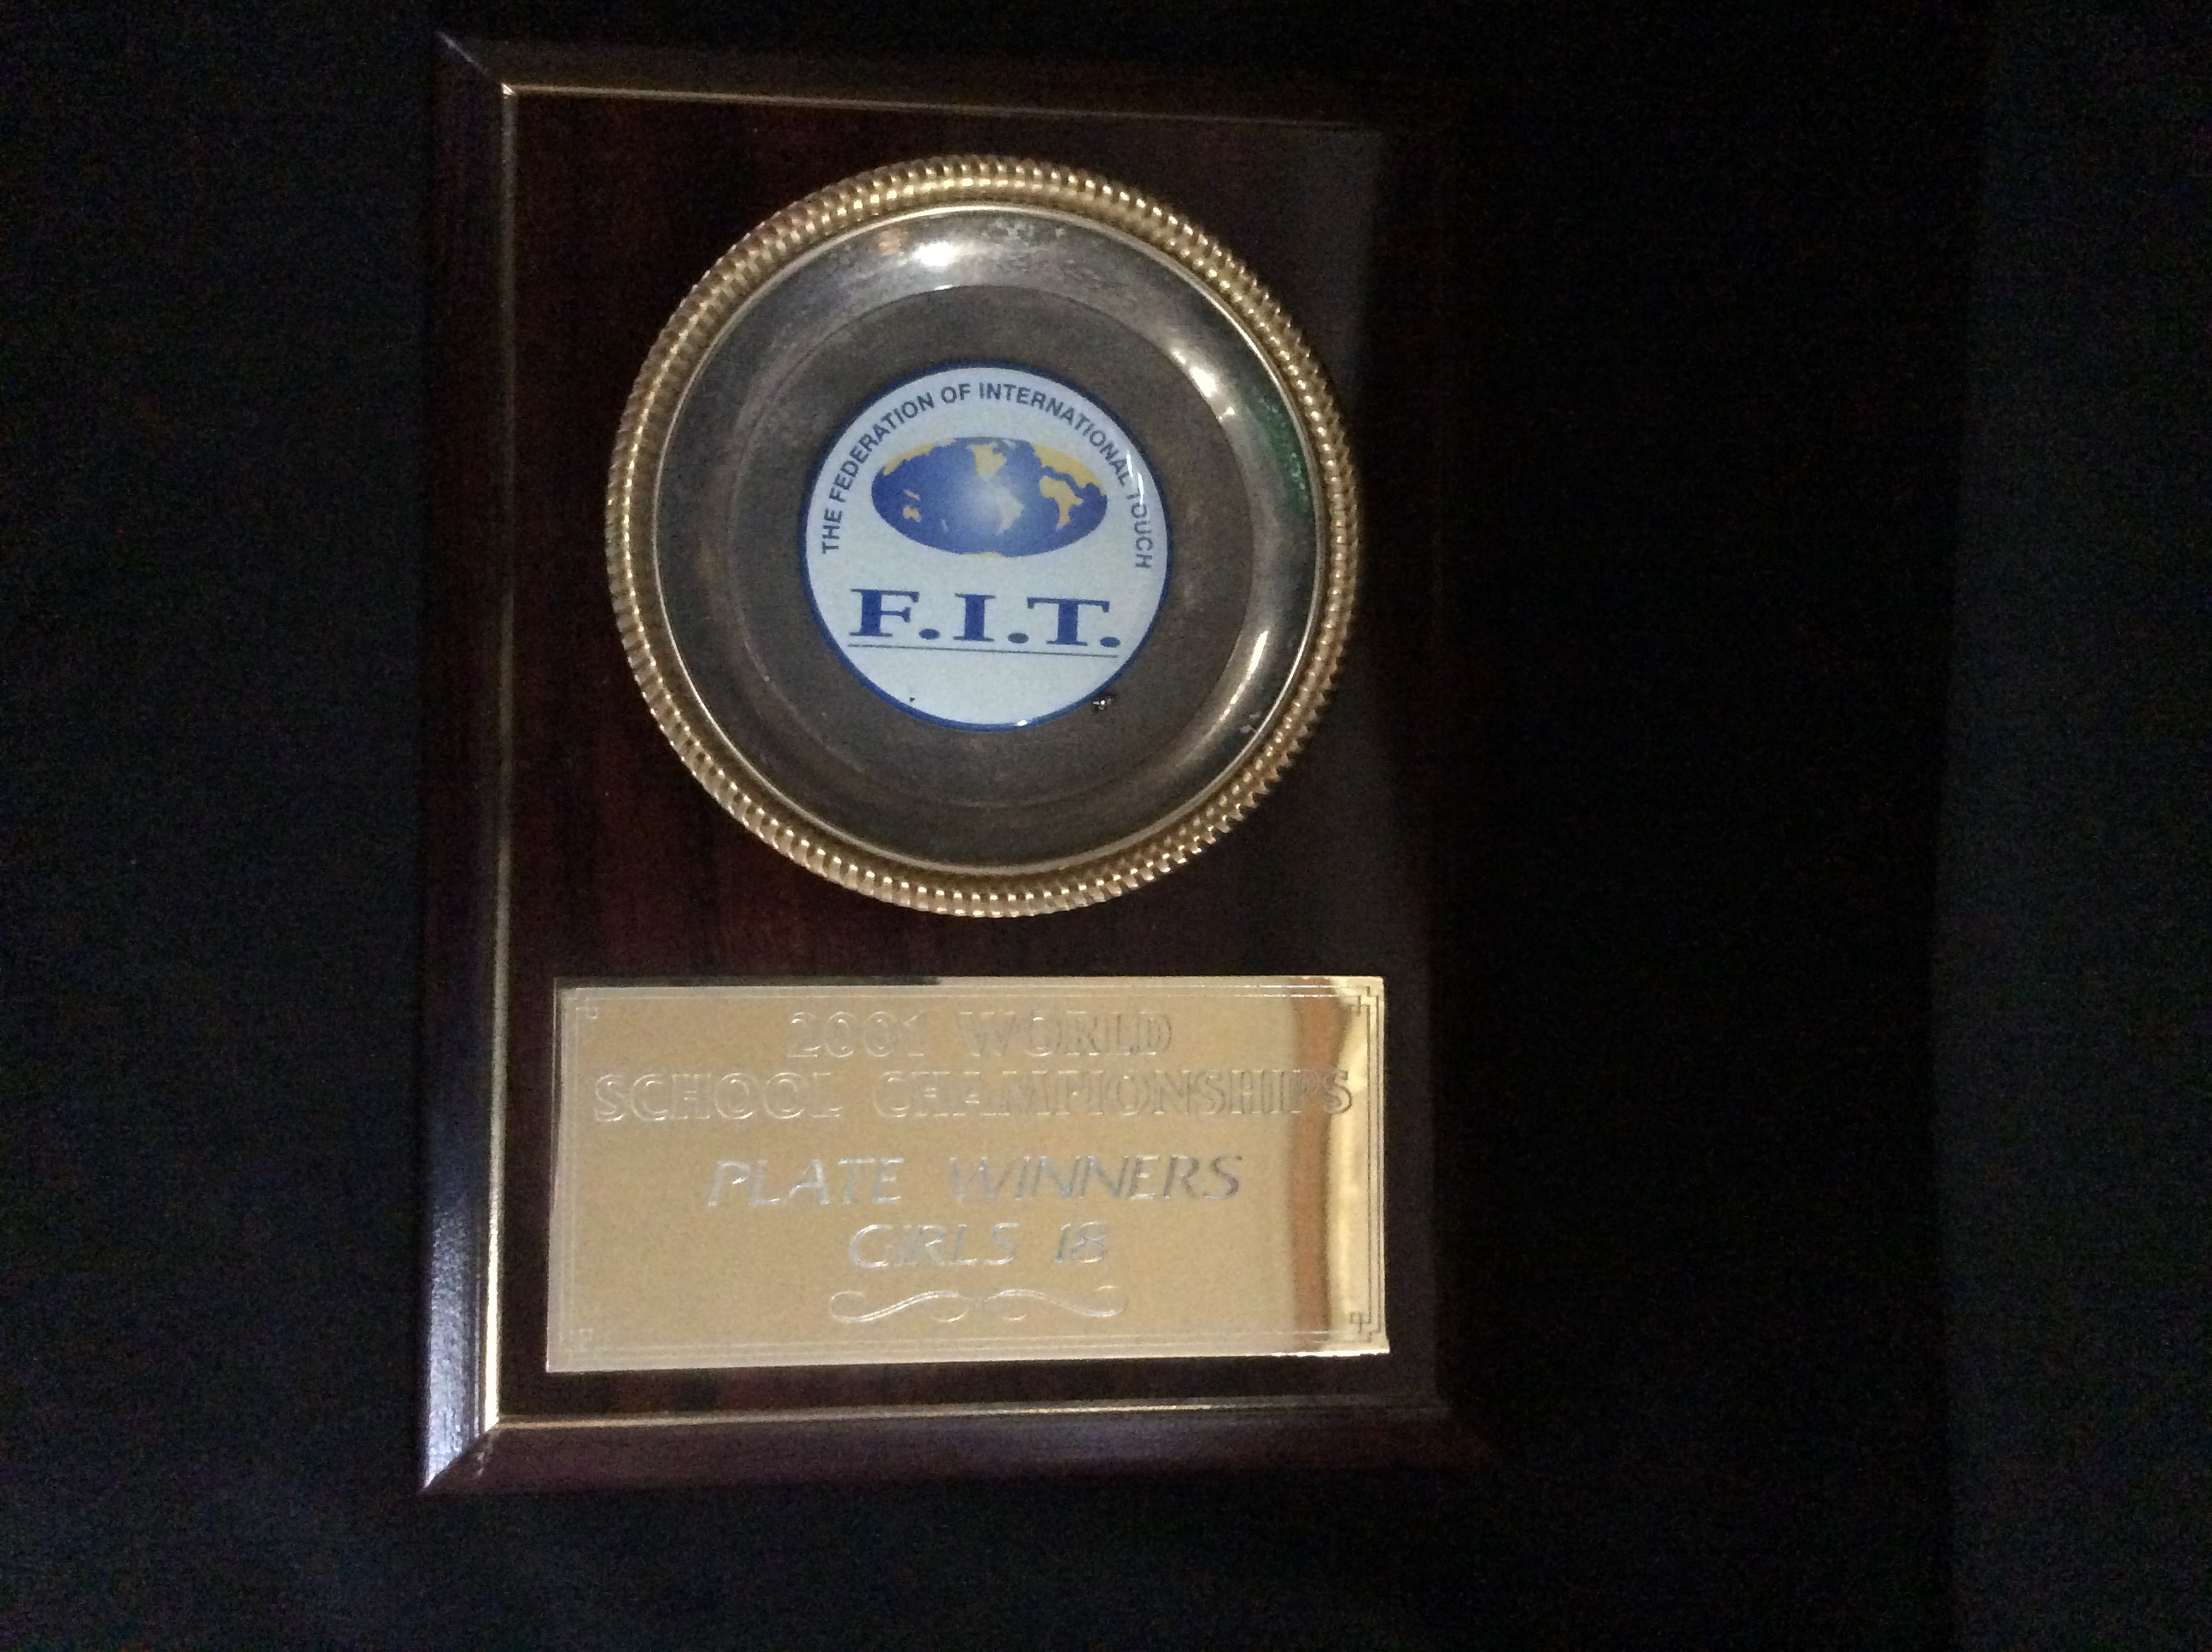 THE FEDERATION OF INTERNATIONAL TOUCH
F.I.T.
2001 WORLD
SCHOOL CHAMPIONSHIPS
PLATE WINNERS
GIRLS 18